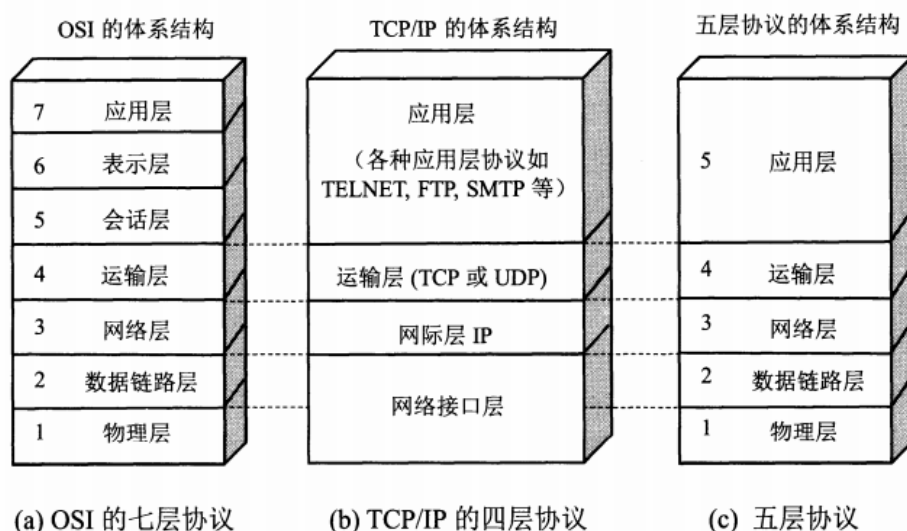 OSI 的体系结构
7 应用层
6 表示层
5 会话层
4 运输层
3 网络层
2 数据链路层
1 物理层
(a) OSI 的七层协议
TCP/IP 的体系结构
应用层
（各种应用层协议如
TELNET, FTP, SMTP 等）
运输层 (TCP 或 UDP)
网际层 IP
网络接口层
(b) TCP/IP 的四层协议
五层协议的体系结构
5 应用层
4 运输层
3 网络层
2 数据链路层
1 物理层
(c) 五层协议